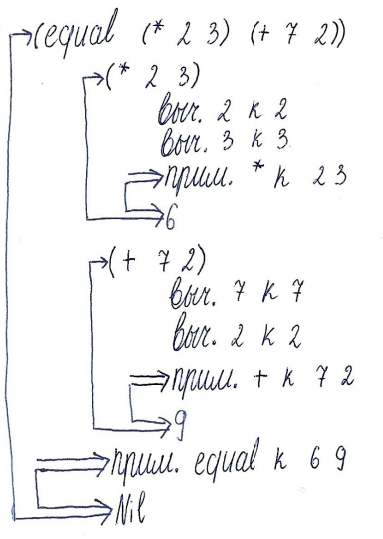 (equal (* 2 3) (+ 7 2))
(* 2 3)
выч. 2 к 2
выч. 3 к 3
прим. * к 2 3
6
(+ 7 2)
выч. 7 к 7
выч. 2 к 2
прим. + к 7 2
9
прим. equal к 6 9
Nil